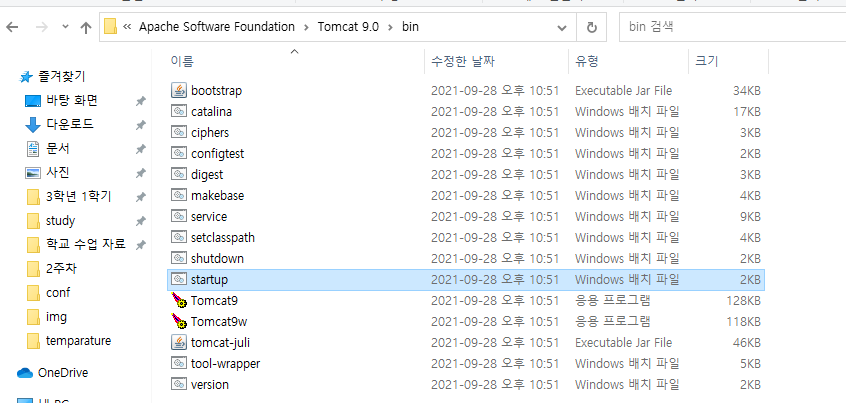 « Apache Software Foundation › Tomcat 9.0 › bin
bin 검색
이름 수정한 날짜 유형 크기
즐겨찾기
바탕 화면
다운로드
문서
사진
3학년 1학기
study
학교 수업 자료
2주차
conf
img
temparature
OneDrive
bootstrap 2021-09-28 오후 10:51 Executable Jar File 34KB
catalina 2021-09-28 오후 10:51 Windows 배치 파일 17KB
ciphers 2021-09-28 오후 10:51 Windows 배치 파일 3KB
configtest 2021-09-28 오후 10:51 Windows 배치 파일 2KB
digest 2021-09-28 오후 10:51 Windows 배치 파일 3KB
makebase 2021-09-28 오후 10:51 Windows 배치 파일 4KB
service 2021-09-28 오후 10:51 Windows 배치 파일 9KB
setclasspath 2021-09-28 오후 10:51 Windows 배치 파일 4KB
shutdown 2021-09-28 오후 10:51 Windows 배치 파일 2KB
startup 2021-09-28 오후 10:51 Windows 배치 파일 2KB
Tomcat9 2021-09-28 오후 10:51 응용 프로그램 128KB
Tomcat9w 2021-09-28 오후 10:51 응용 프로그램 118KB
tomcat-juli 2021-09-28 오후 10:51 Executable Jar File 46KB
tool-wrapper 2021-09-28 오후 10:51 Windows 배치 파일 5KB
version 2021-09-28 오후 10:51 Windows 배치 파일 2KB